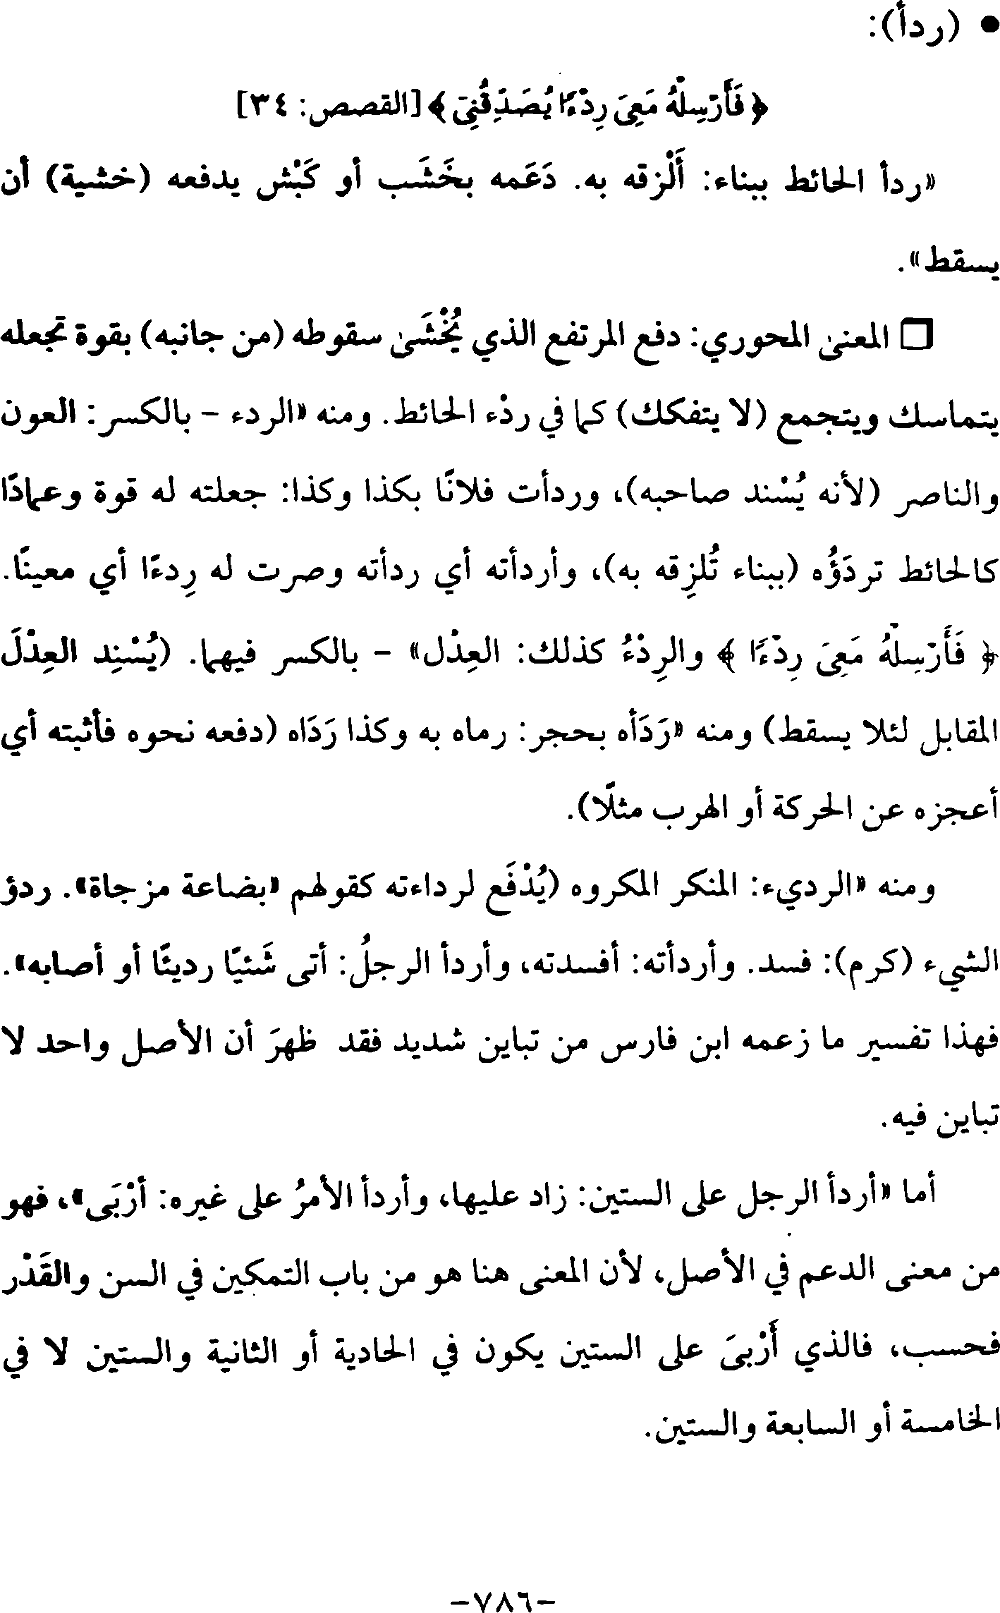 • (ردأ):
﴿ فَأَرْسِلْهُ مَعِيَ رِدْءًا يُصَدِّقُنِي ﴾ [القصص: ٣٤]
«ردأ الحائط ببناء: أَلْزقه به. دَعَمه بخَشَب أو كَبْش يدفعه (خشية) أن
يسقط».
❒ المعنى المحوري: دفع المرتفع الذي يُخْشَى سقوطه (من جانبه) بقوة تجعله
يتماسك ويتجمع (لا يتفكك) كما في ردْء الحائط. ومنه «الردء – بالكسر: العون
والناصر (لأنه يُسْند صاحبه)، وردأت فلانًا بكذا وكذا: جعلته له قوة وعمادًا
كالحائط تردَؤُه (ببناء تُلزِقه به)، وأردأته أي ردأته وصرت له رِدءًا أي معينًا.
﴿ فَأَرْسِلْهُ مَعِيَ رِدْءًا ﴾ والرِدْءُ كذلك: العِدْل» – بالكسر فيهما. (يُسْنِد العِدْلَ
المقابل لئلا يسقط) ومنه «رَدَأه بحجر: رماه به وكذا رَدَاه (دفعه نحوه فأثبته أي
أعجزه عن الحركة أو الهرب مثلًا).
ومنه «الرديء: المنكر المكروه (يُدْفَع لرداءته كقولهم «بضاعة مزجاة». ردؤ
الشيء (كرم): فسد. وأردأته: أفسدته، وأردأ الرجلُ: أتى شَئيًا رديئًا أو أصابه».
فهذا تفسير ما زعمه ابن فارس من تباين شديد فقد ظهرَ أن الأصل واحد لا
تباين فيه.
أما «أردأ الرجل على الستين: زاد عليها، وأردأ الأمرُ على غيره: أرْبَى»، فهو
من معنى الدعم في الأصل، لأن المعنى هنا هو من باب التمكين في السن والقَدْر
فحسب، فالذي أَرْبىَ على الستين يكون في الحادية أو الثانية والستين لا في
الخامسة أو السابعة والستين.
-٧٨٦-